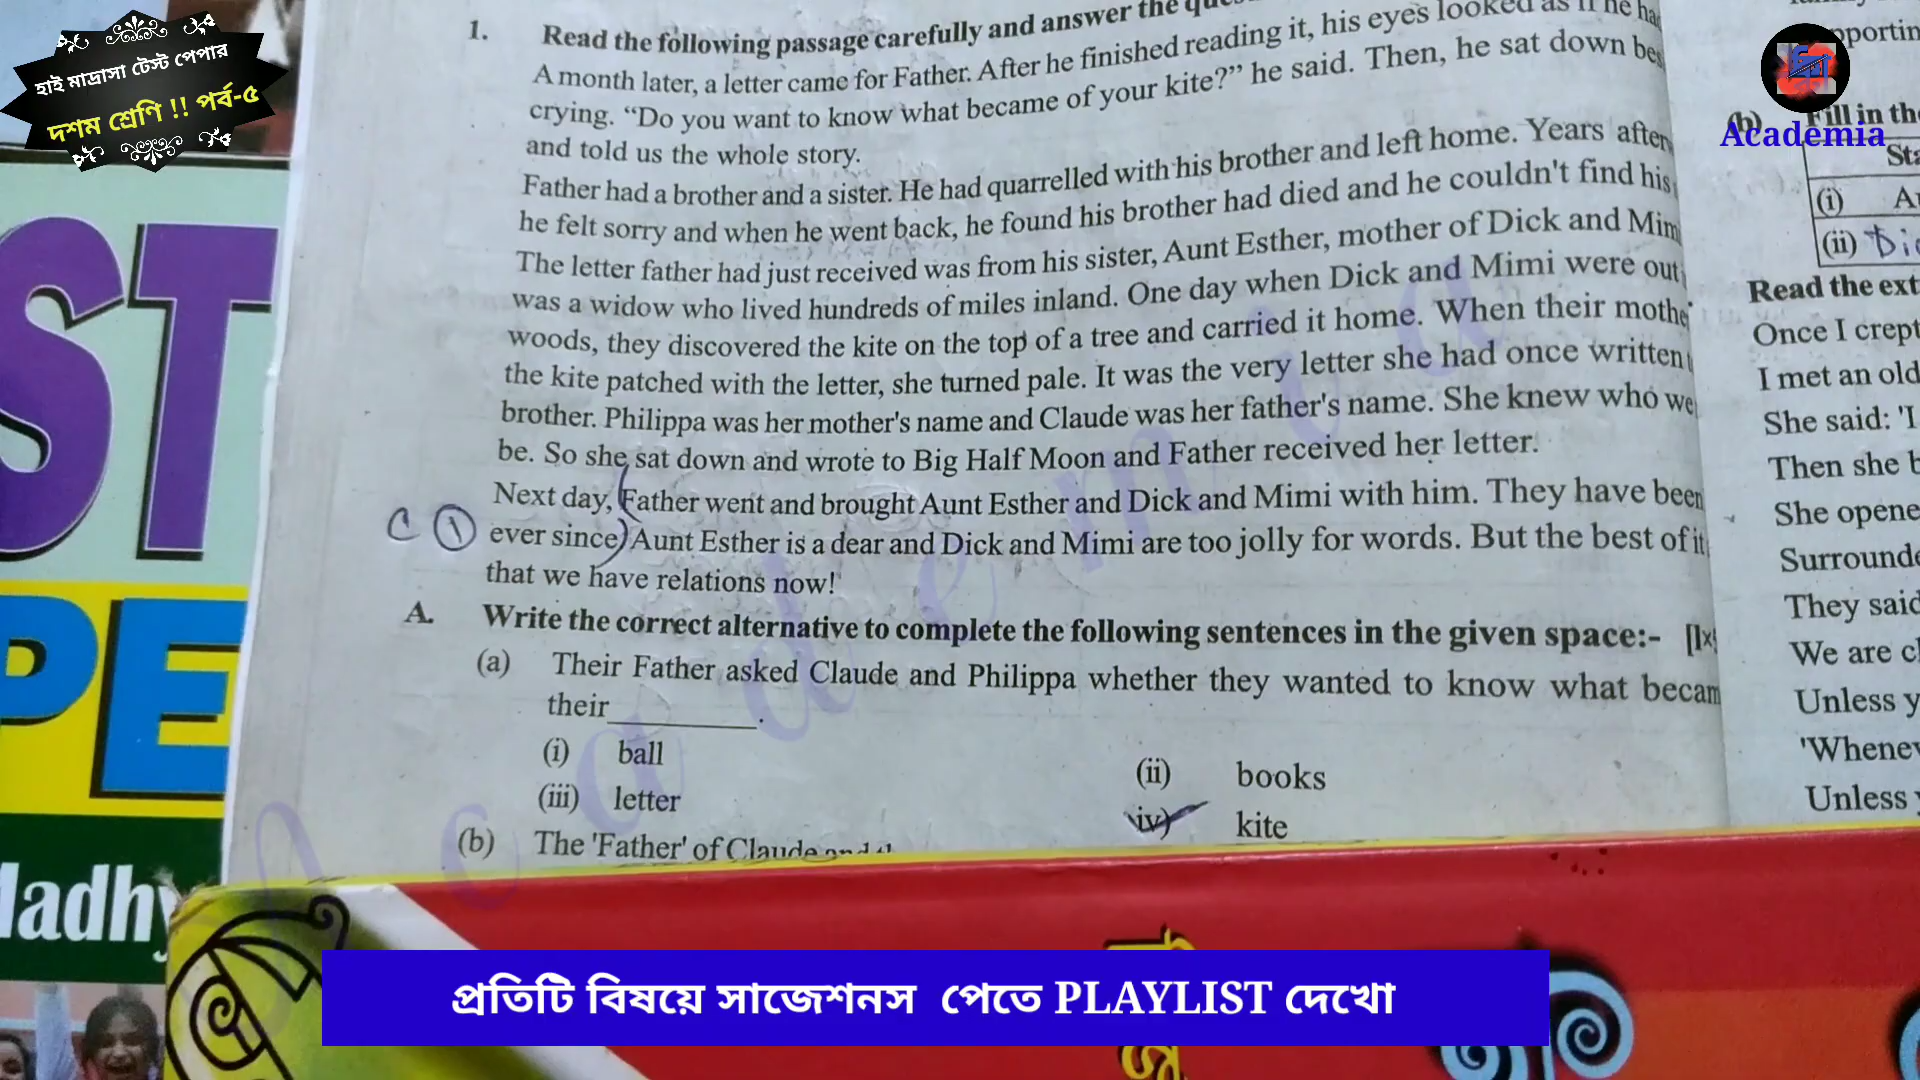 হাই মাদ্রাসা টেস্ট পেপার
দশম শ্রেণি !! পর্ব-৫
ST
PE
Madhy
1. Read the following passage carefully and answer the
A month later, a letter came for Father. After he finished reading it, his eyes looked as if he had
crying. “Do you want to know what became of your kite?” he said. Then, he sat down bes
and told us the whole story.
Father had a brother and a sister. He had quarrelled with his brother and left home. Years after,
he felt sorry and when he went back, he found his brother had died and he couldn't find his
The letter father had just received was from his sister, Aunt Esther, mother of Dick and Mim
was a widow who lived hundreds of miles inland. One day when Dick and Mimi were out
woods, they discovered the kite on the top of a tree and carried it home. When their mothe
the kite patched with the letter, she turned pale. It was the very letter she had once written
brother. Philippa was her mother's name and Claude was her father's name. She knew who we
be. So she sat down and wrote to Big Half Moon and Father received her letter.
Next day, Father went and brought Aunt Esther and Dick and Mimi with him. They have been
C 1 ever since. Aunt Esther is a dear and Dick and Mimi are too jolly for words. But the best of it
that we have relations now!
A. Write the correct alternative to complete the following sentences in the given space:- [1×
(a) Their Father asked Claude and Philippa whether they wanted to know what becam
their__________.
(i) ball
(ii) books
(iii) letter
(iv) kite
(b) The 'Father' of Claude and
Academia
pportin
(b) Fill in the
Sta
(i) A
(ii) Di
Read the ext
Once I crept
I met an old
She said: 'I
Then she b
She opene
Surrounde
They said
We are cl
Unless y
'Whenev
Unless
Academia
প্রতিটি বিষয়ে সাজেশনস পেতে PLAYLIST দেখো